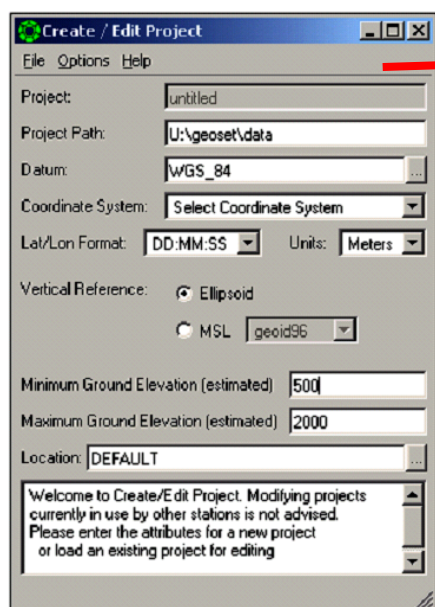 Create / Edit Project
File Options Help
Project: untitled
Project Path: U:\geoset\data
Datum: WGS_84 ...
Coordinate System: Select Coordinate System
Lat/Lon Format: DD:MM:SS Units: Meters
Vertical Reference: Ellipsoid
MSL geoid96
Minimum Ground Elevation (estimated) 500
Maximum Ground Elevation (estimated) 2000
Location: DEFAULT ...
Welcome to Create/Edit Project. Modifying projects
currently in use by other stations is not advised.
Please enter the attributes for a new project
or load an existing project for editing